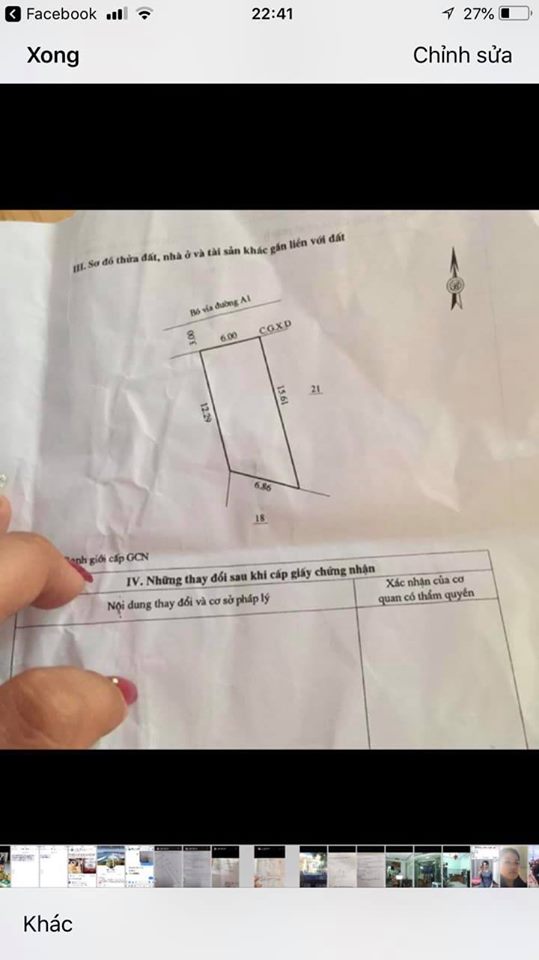 Facebook
22:41
27%
Xong
Chỉnh sửa
III. Sơ đồ thửa đất, nhà ở và tài sản khác gắn liền với đất
Bó vỉa đường A1
3.00
6.00
CGXD
12.29
15.61
21
6.86
18
anh giới cấp GCN
IV. Những thay đổi sau khi cấp giấy chứng nhận
Nội dung thay đổi và cơ sở pháp lý
Xác nhận của cơ
quan có thẩm quyền
Khác